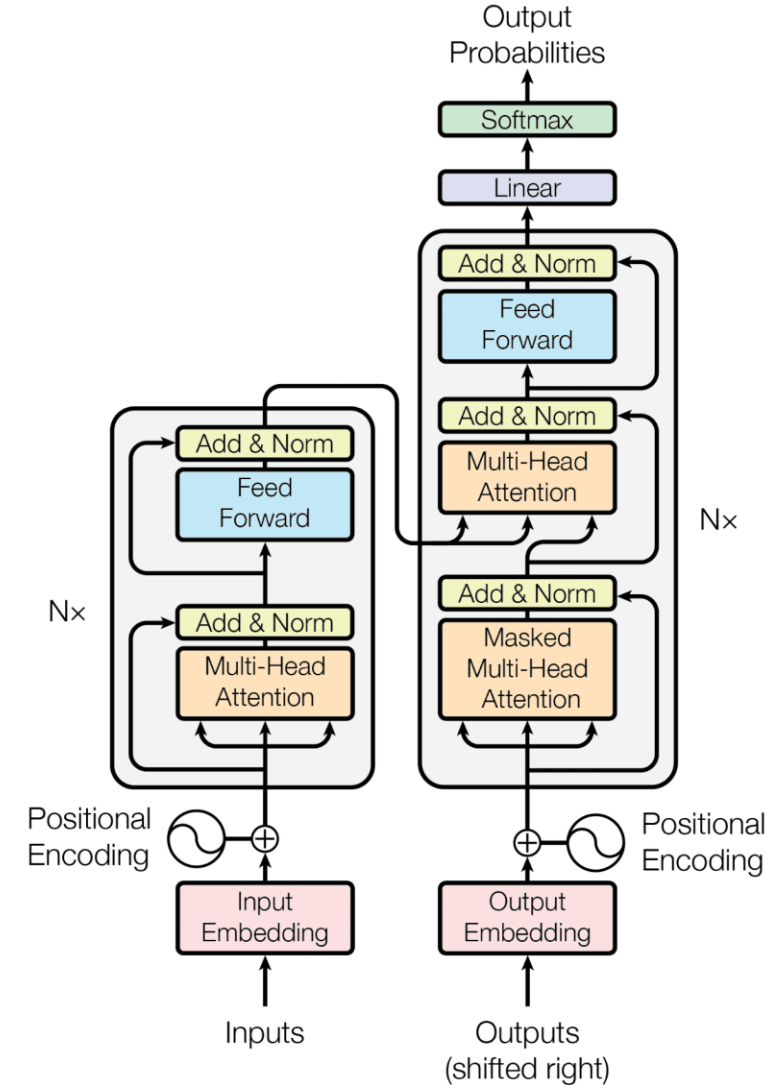 Output
Probabilities
Softmax
Linear
Add & Norm
Feed
Forward
Add & Norm
Multi-Head
Attention
Add & Norm
Masked
Multi-Head
Attention
N×
Add & Norm
Feed
Forward
Add & Norm
Multi-Head
Attention
N×
Positional
Encoding
Positional
Encoding
Input
Embedding
Output
Embedding
Inputs
Outputs
(shifted right)